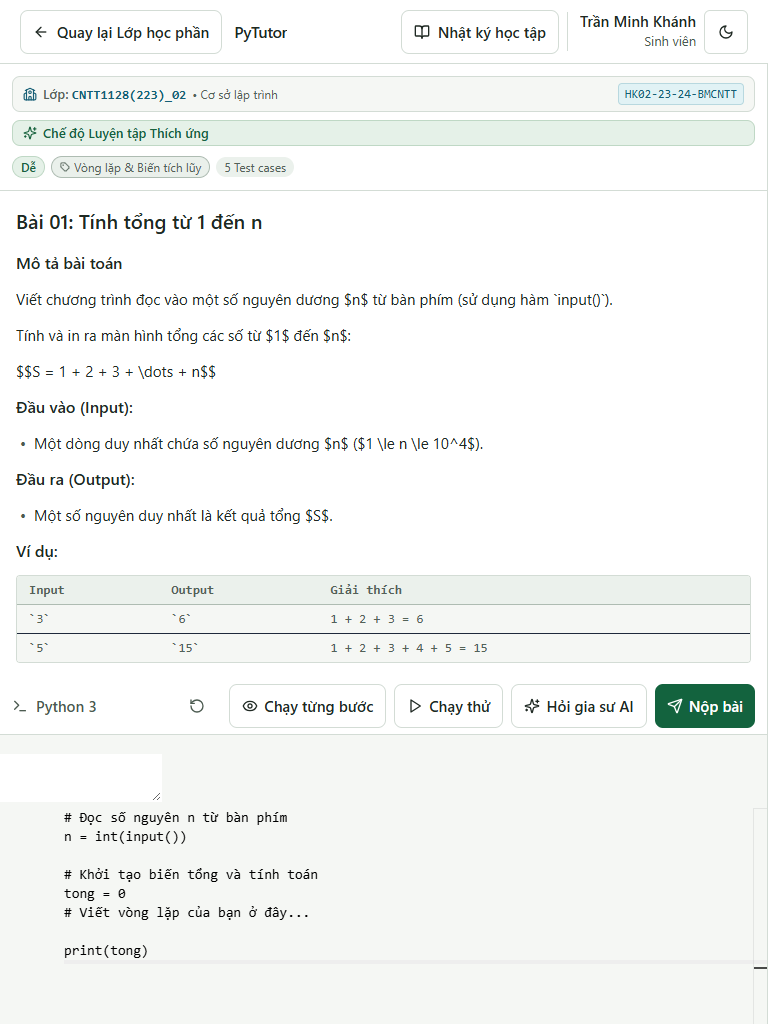 Quay lại Lớp học phần
PyTutor
Nhật ký học tập
Trần Minh Khánh
Sinh viên
Lớp: CNTT1128(223)_02 • Cơ sở lập trình
HK02-23-24-BMCNTT
Chế độ Luyện tập Thích ứng
Dễ
Vòng lặp & Biến tích lũy
5 Test cases
Bài 01: Tính tổng từ 1 đến n
Mô tả bài toán
Viết chương trình đọc vào một số nguyên dương $n$ từ bàn phím (sử dụng hàm `input()`).
Tính và in ra màn hình tổng các số từ $1$ đến $n$:
$$S = 1 + 2 + 3 + \dots + n$$
Đầu vào (Input):
• Một dòng duy nhất chứa số nguyên dương $n$ ($1 \le n \le 10^4$).
Đầu ra (Output):
• Một số nguyên duy nhất là kết quả tổng $S$.
Ví dụ:
Input Output Giải thích
`3` `6` 1 + 2 + 3 = 6
`5` `15` 1 + 2 + 3 + 4 + 5 = 15
Python 3
Chạy từng bước
Chạy thử
Hỏi gia sư AI
Nộp bài
# Đọc số nguyên n từ bàn phím
n = int(input())
# Khởi tạo biến tổng và tính toán
tong = 0
# Viết vòng lặp của bạn ở đây...
print(tong)